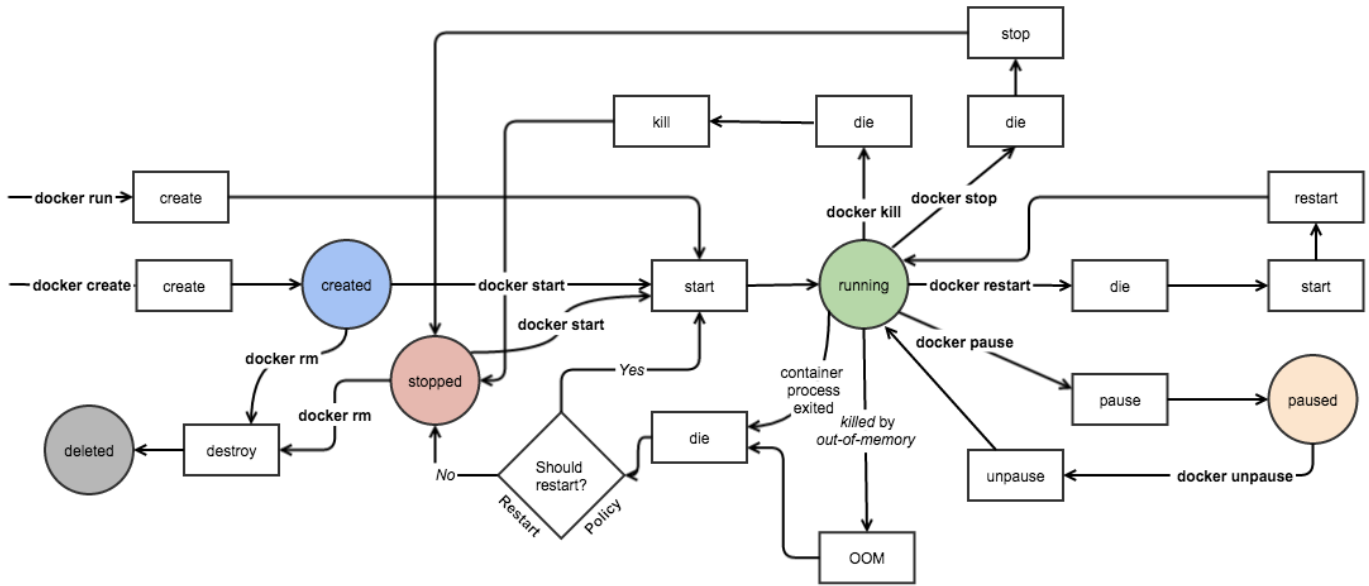 stop
kill
die
die
docker run
create
docker kill
docker stop
restart
docker create
create
created
docker start
start
running
docker restart
die
start
docker start
docker rm
docker pause
stopped
Yes
container
process
exited
pause
paused
docker rm
killed by
out-of-memory
deleted
destroy
die
No
Should
restart?
Restart
Policy
unpause
docker unpause
OOM